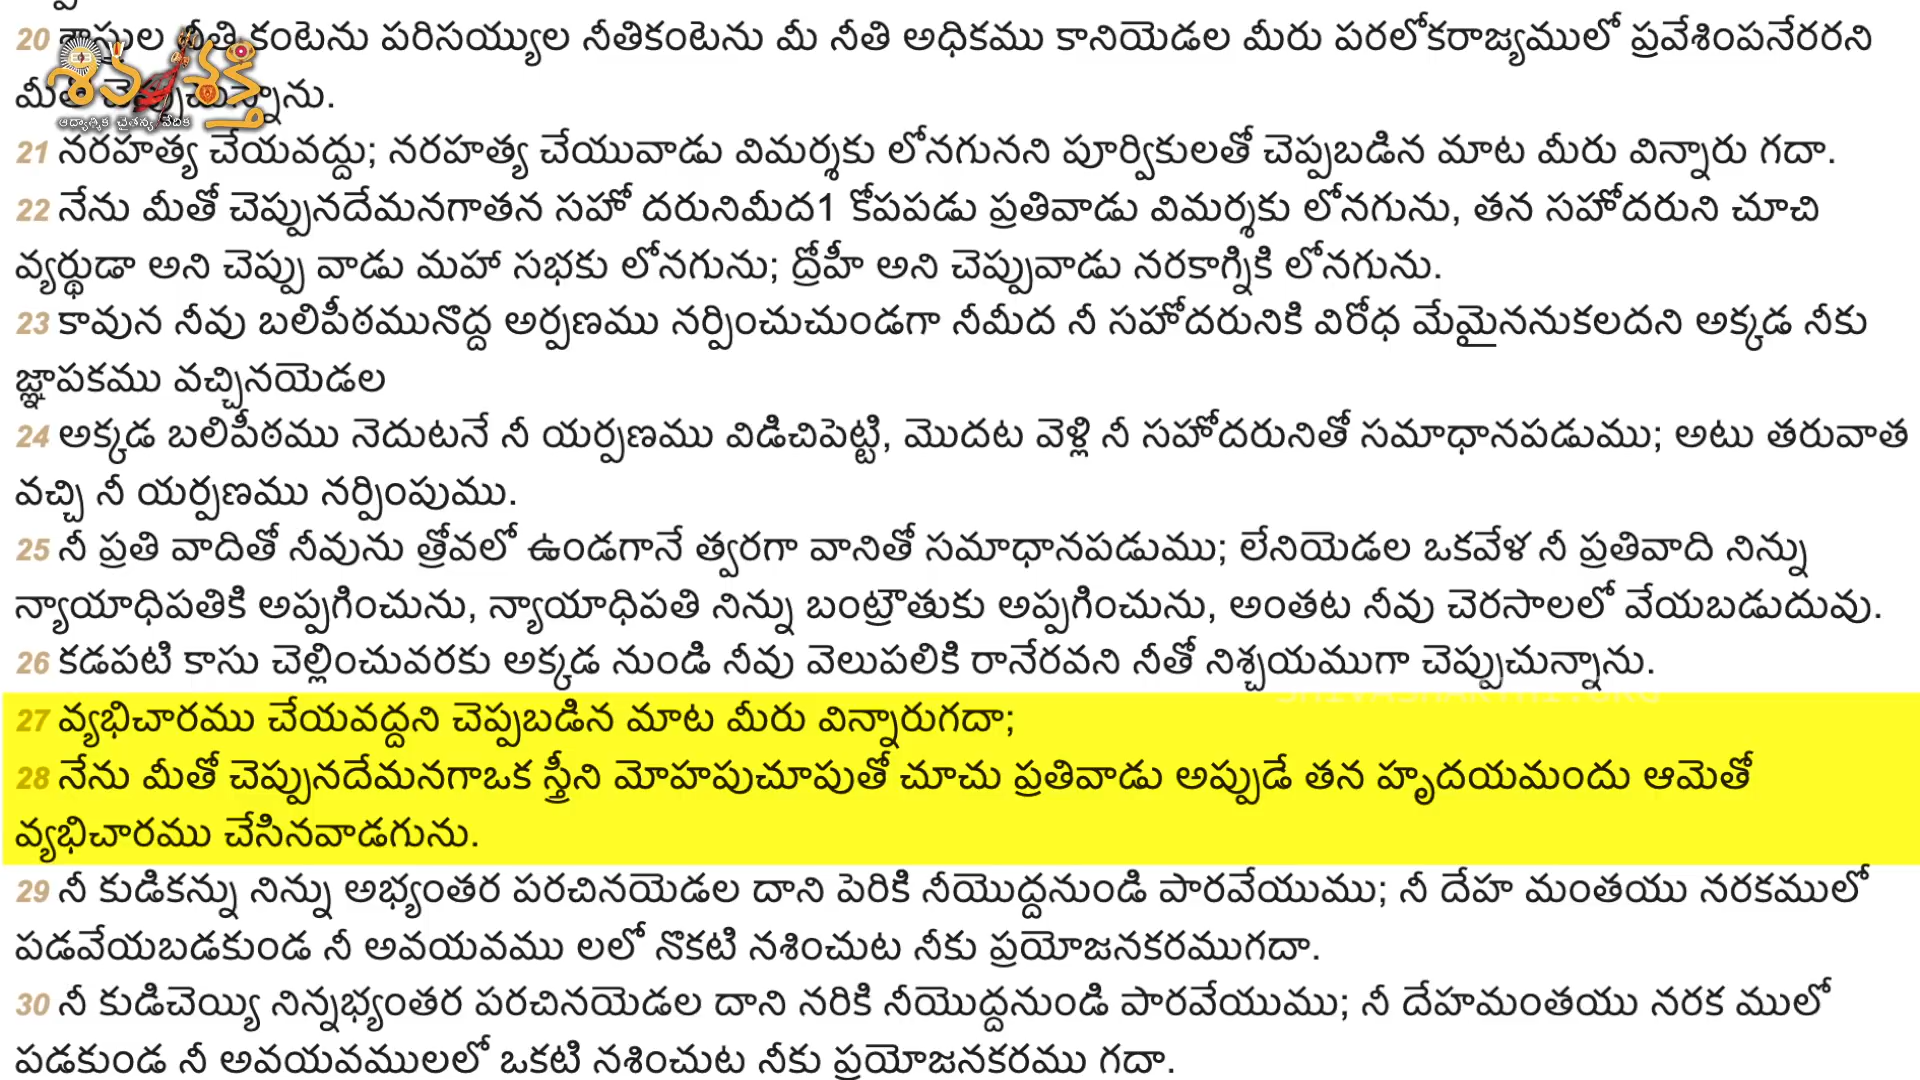 20 శాస్త్రుల నీతి కంటెను పరిసయ్యుల నీతికంటెను మీ నీతి అధికము కానియెడల మీరు పరలోకరాజ్యములో ప్రవేశింపనేరరని
మీతో చెప్పుచున్నాను.
శివశక్తి
ఆధ్యాత్మిక చైతన్య వేదిక
21 నరహత్య చేయవద్దు; నరహత్య చేయువాడు విమర్శకు లోనగునని పూర్వికులతో చెప్పబడిన మాట మీరు విన్నారు గదా.
22 నేను మీతో చెప్పునదేమనగాతన సహో దరునిమీద1 కోపపడు ప్రతివాడు విమర్శకు లోనగును, తన సహోదరుని చూచి
వ్యర్థుడా అని చెప్పు వాడు మహా సభకు లోనగును; ద్రోహీ అని చెప్పువాడు నరకాగ్నికి లోనగును.
23 కావున నీవు బలిపీఠమునొద్ద అర్పణము నర్పించుచుండగా నీమీద నీ సహోదరునికి విరోధ మేమైననుకలదని అక్కడ నీకు
జ్ఞాపకము వచ్చినయెడల
24 అక్కడ బలిపీఠము నెదుటనే నీ యర్పణము విడిచిపెట్టి, మొదట వెళ్లి నీ సహోదరునితో సమాధానపడుము; అటు తరువాత
వచ్చి నీ యర్పణము నర్పింపుము.
25 నీ ప్రతి వాదితో నీవును త్రోవలో ఉండగానే త్వరగా వానితో సమాధానపడుము; లేనియెడల ఒకవేళ నీ ప్రతివాది నిన్ను
న్యాయాధిపతికి అప్పగించును, న్యాయాధిపతి నిన్ను బంట్రౌతుకు అప్పగించును, అంతట నీవు చెరసాలలో వేయబడుదువు.
26 కడపటి కాసు చెల్లించువరకు అక్కడ నుండి నీవు వెలుపలికి రానేరవని నీతో నిశ్చయముగా చెప్పుచున్నాను.
27 వ్యభిచారము చేయవద్దని చెప్పబడిన మాట మీరు విన్నారుగదా;
28 నేను మీతో చెప్పునదేమనగాఒక స్త్రీని మోహపుచూపుతో చూచు ప్రతివాడు అప్పుడే తన హృదయమందు ఆమెతో
వ్యభిచారము చేసినవాడగును.
29 నీ కుడికన్ను నిన్ను అభ్యంతర పరచినయెడల దాని పెరికి నీయొద్దనుండి పారవేయుము; నీ దేహ మంతయు నరకములో
పడవేయబడకుండ నీ అవయవము లలో నొకటి నశించుట నీకు ప్రయోజనకరముగదా.
30 నీ కుడిచెయ్యి నిన్నభ్యంతర పరచినయెడల దాని నరికి నీయొద్దనుండి పారవేయుము; నీ దేహమంతయు నరక ములో
పడకుండ నీ అవయవములలో ఒకటి నశించుట నీకు ప్రయోజనకరము గదా.